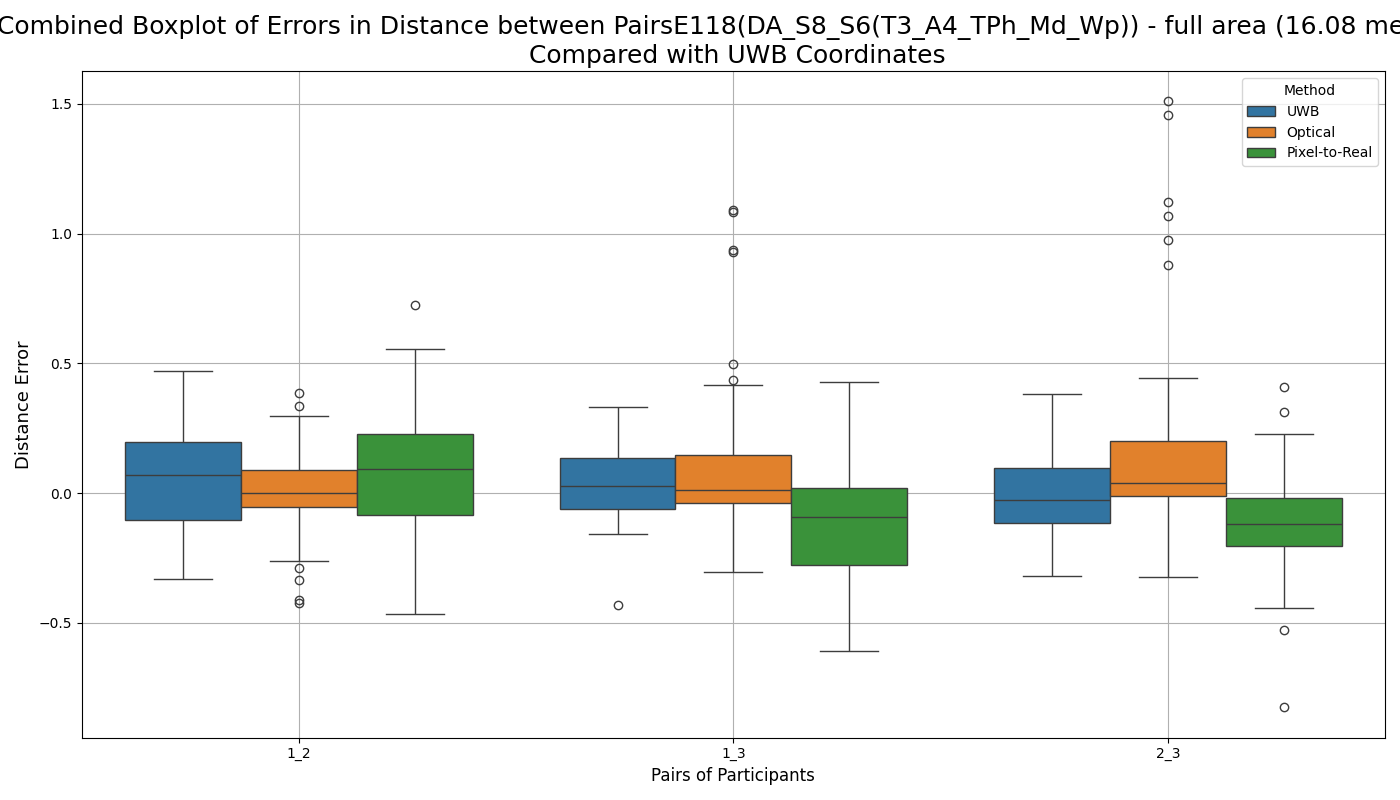 Combined Boxplot of Errors in Distance between PairsE118(DA_S8_S6(T3_A4_TPh_Md_Wp)) - full area (16.08 me
Compared with UWB Coordinates
Method
UWB
Optical
Pixel-to-Real
Distance Error
1.5
1.0
0.5
0.0
−0.5
1_2
1_3
2_3
Pairs of Participants